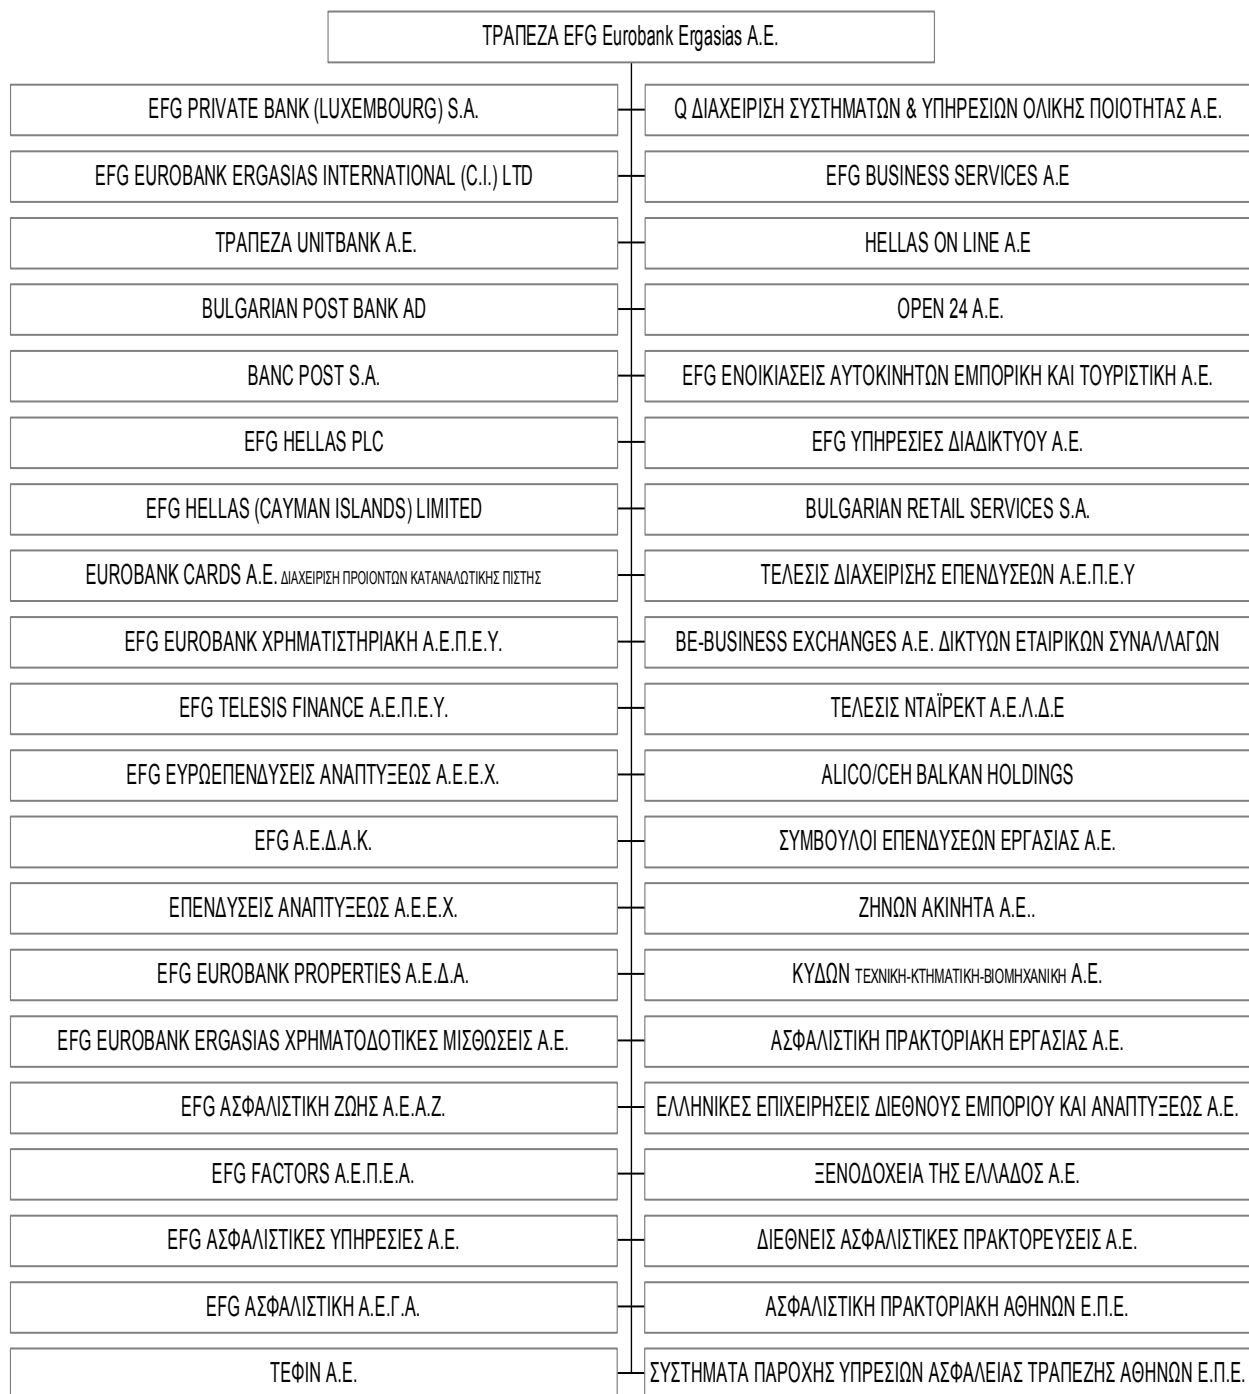 ΤΡΑΠΕΖΑ EFG Eurobank Ergasias Α.Ε.
EFG PRIVATE BANK (LUXEMBOURG) S.A.
Q ΔΙΑΧΕΙΡΙΣΗ ΣΥΣΤΗΜΑΤΩΝ & ΥΠΗΡΕΣΙΩΝ ΟΛΙΚΗΣ ΠΟΙΟΤΗΤΑΣ Α.Ε.
EFG EUROBANK ERGASIAS INTERNATIONAL (C.I.) LTD
EFG BUSINESS SERVICES Α.Ε
ΤΡΑΠΕΖΑ UNITBANK Α.Ε.
HELLAS ON LINE Α.Ε
BULGARIAN POST BANK AD
OPEN 24 Α.Ε.
BANC POST S.A.
EFG ΕΝΟΙΚΙΑΣΕΙΣ ΑΥΤΟΚΙΝΗΤΩΝ ΕΜΠΟΡΙΚΗ ΚΑΙ ΤΟΥΡΙΣΤΙΚΗ Α.Ε.
EFG HELLAS PLC
EFG ΥΠΗΡΕΣΙΕΣ ΔΙΑΔΙΚΤΥΟΥ Α.Ε.
EFG HELLAS (CAYMAN ISLANDS) LIMITED
BULGARIAN RETAIL SERVICES S.A.
EUROBANK CARDS Α.Ε. ΔΙΑΧΕΙΡΙΣΗ ΠΡΟΙΟΝΤΩΝ ΚΑΤΑΝΑΛΩΤΙΚΗΣ ΠΙΣΤΗΣ
ΤΕΛΕΣΙΣ ΔΙΑΧΕΙΡΙΣΗΣ ΕΠΕΝΔΥΣΕΩΝ Α.Ε.Π.Ε.Υ
EFG EUROBANK ΧΡΗΜΑΤΙΣΤΗΡΙΑΚΗ Α.Ε.Π.Ε.Υ.
BE-BUSINESS EXCHANGES Α.Ε. ΔΙΚΤΥΩΝ ΕΤΑΙΡΙΚΩΝ ΣΥΝΑΛΛΑΓΩΝ
EFG TELESIS FINANCE Α.Ε.Π.Ε.Υ.
ΤΕΛΕΣΙΣ ΝΤΑΪΡΕΚΤ Α.Ε.Λ.Δ.Ε
EFG ΕΥΡΩΕΠΕΝΔΥΣΕΙΣ ΑΝΑΠΤΥΞΕΩΣ Α.Ε.Ε.Χ.
ALICO/CEH BALKAN HOLDINGS
EFG Α.Ε.Δ.Α.Κ.
ΣΥΜΒΟΥΛΟΙ ΕΠΕΝΔΥΣΕΩΝ ΕΡΓΑΣΙΑΣ Α.Ε.
ΕΠΕΝΔΥΣΕΙΣ ΑΝΑΠΤΥΞΕΩΣ Α.Ε.Ε.Χ.
ΖΗΝΩΝ ΑΚΙΝΗΤΑ Α.Ε..
EFG EUROBANK PROPERTIES Α.Ε.Δ.Α.
ΚΥΔΩΝ ΤΕΧΝΙΚΗ-ΚΤΗΜΑΤΙΚΗ-ΒΙΟΜΗΧΑΝΙΚΗ Α.Ε.
EFG EUROBANK ERGASIAS ΧΡΗΜΑΤΟΔΟΤΙΚΕΣ ΜΙΣΘΩΣΕΙΣ Α.Ε.
ΑΣΦΑΛΙΣΤΙΚΗ ΠΡΑΚΤΟΡΙΑΚΗ ΕΡΓΑΣΙΑΣ Α.Ε.
EFG ΑΣΦΑΛΙΣΤΙΚΗ ΖΩΗΣ Α.Ε.Α.Ζ.
ΕΛΛΗΝΙΚΕΣ ΕΠΙΧΕΙΡΗΣΕΙΣ ΔΙΕΘΝΟΥΣ ΕΜΠΟΡΙΟΥ ΚΑΙ ΑΝΑΠΤΥΞΕΩΣ Α.Ε.
EFG FACTORS Α.Ε.Π.Ε.Α.
ΞΕΝΟΔΟΧΕΙΑ ΤΗΣ ΕΛΛΑΔΟΣ Α.Ε.
EFG ΑΣΦΑΛΙΣΤΙΚΕΣ ΥΠΗΡΕΣΙΕΣ Α.Ε.
ΔΙΕΘΝΕΙΣ ΑΣΦΑΛΙΣΤΙΚΕΣ ΠΡΑΚΤΟΡΕΥΣΕΙΣ Α.Ε.
EFG ΑΣΦΑΛΙΣΤΙΚΗ Α.Ε.Γ.Α.
ΑΣΦΑΛΙΣΤΙΚΗ ΠΡΑΚΤΟΡΙΑΚΗ ΑΘΗΝΩΝ Ε.Π.Ε.
ΤΕΦΙΝ Α.Ε.
ΣΥΣΤΗΜΑΤΑ ΠΑΡΟΧΗΣ ΥΠΡΕΣΙΩΝ ΑΣΦΑΛΕΙΑΣ ΤΡΑΠΕΖΗΣ ΑΘΗΝΩΝ Ε.Π.Ε.